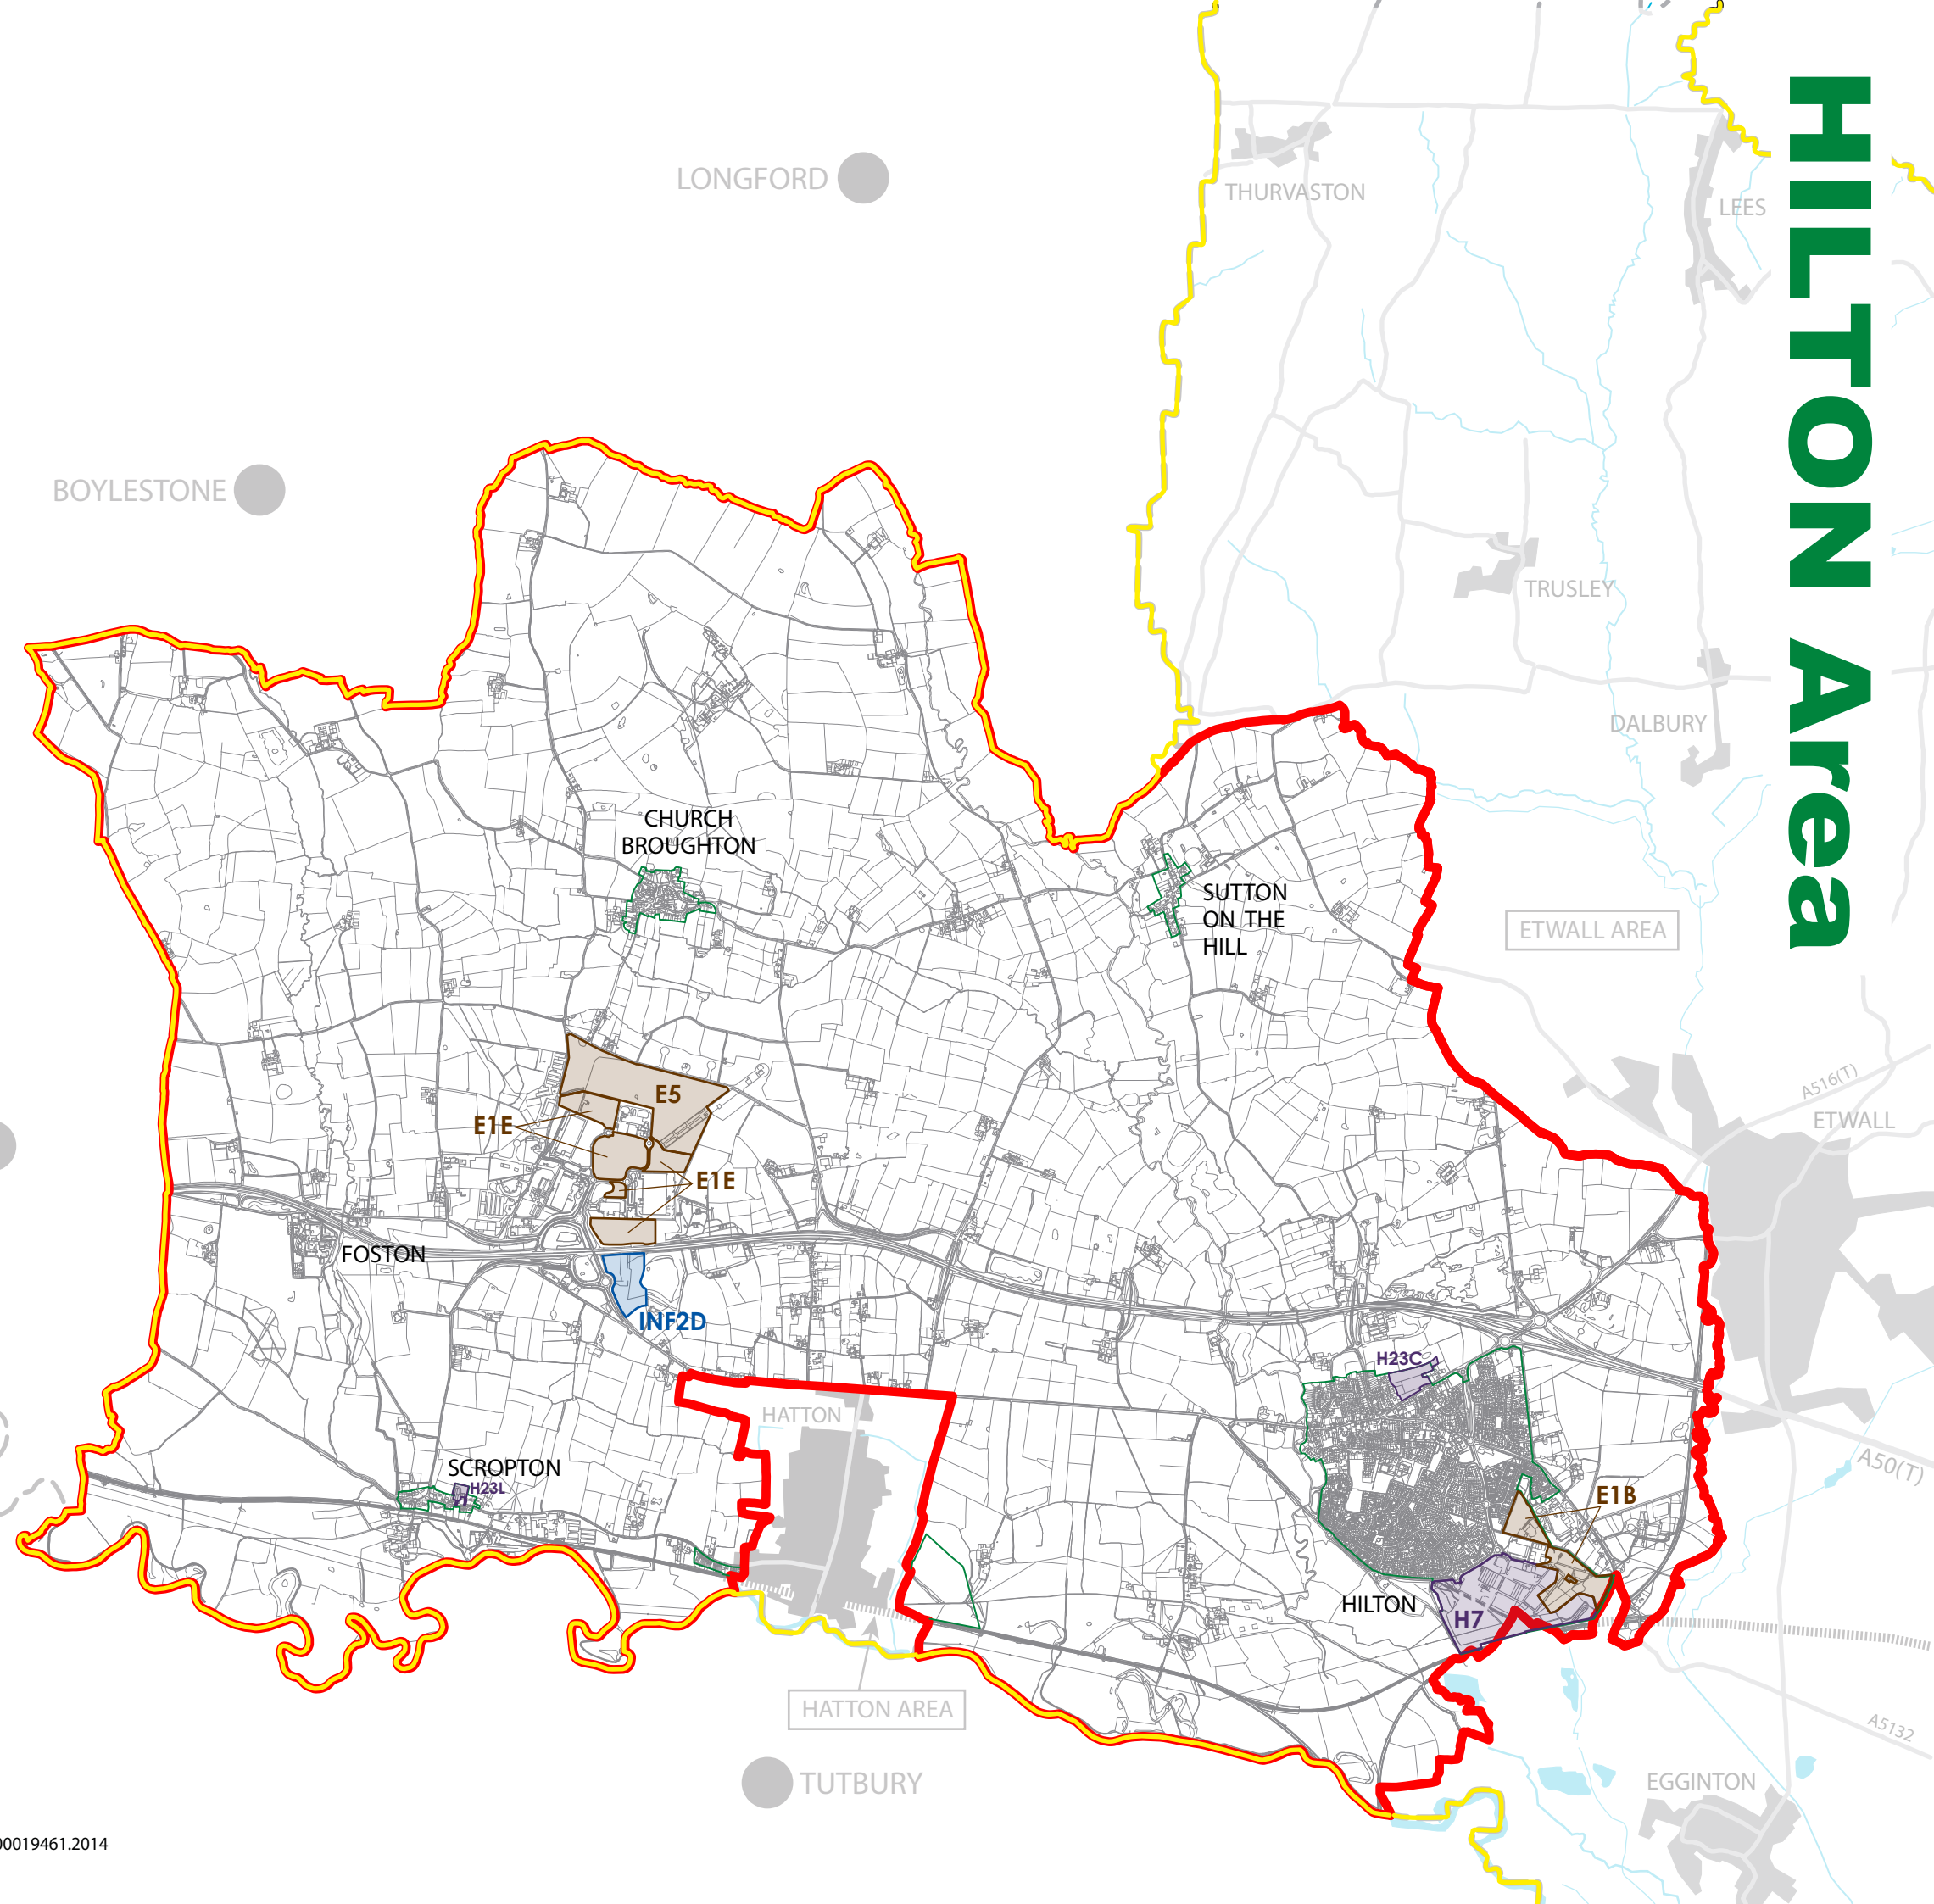 HILTON Area
LONGFORD
THURVASTON
LEES
BOYLESTONE
TRUSLEY
DALBURY
CHURCH
BROUGHTON
SUTTON
ON THE
HILL
ETWALL AREA
A516(T)
ETWALL
E5
E1E
E1E
FOSTON
INF2D
H23C
HATTON
A50(T)
SCROPTON
H23L
E1B
HILTON
H7
HATTON AREA
A5132
TUTBURY
EGGINTON
00019461.2014